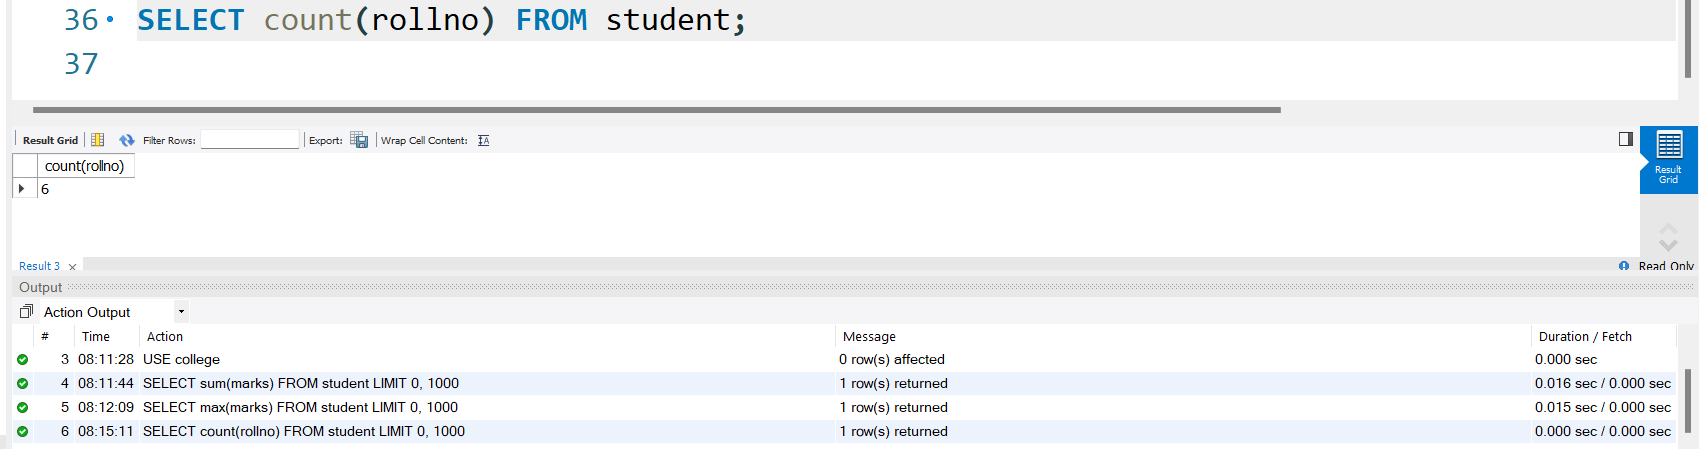 36 SELECT count(rollno) FROM student;
37
Result Grid Filter Rows: Export: Wrap Cell Content:
count(rollno)
6
Result Grid
Result 3 × Read Only
Output
Action Output
# Time Action Message Duration / Fetch
3 08:11:28 USE college 0 row(s) affected 0.000 sec
4 08:11:44 SELECT sum(marks) FROM student LIMIT 0, 1000 1 row(s) returned 0.016 sec / 0.000 sec
5 08:12:09 SELECT max(marks) FROM student LIMIT 0, 1000 1 row(s) returned 0.015 sec / 0.000 sec
6 08:15:11 SELECT count(rollno) FROM student LIMIT 0, 1000 1 row(s) returned 0.000 sec / 0.000 sec